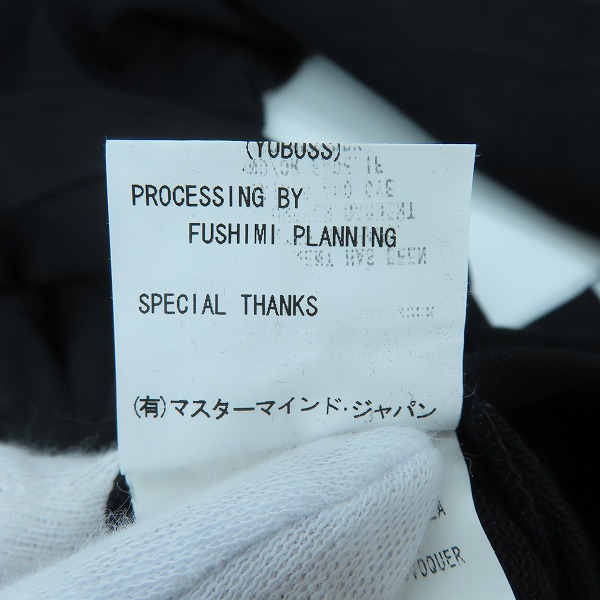 (YOBOSS)
PROCESSING BY
FUSHIMI PLANNING
SPECIAL THANKS
(有)マスターマインド・ジャパン
VOQUER